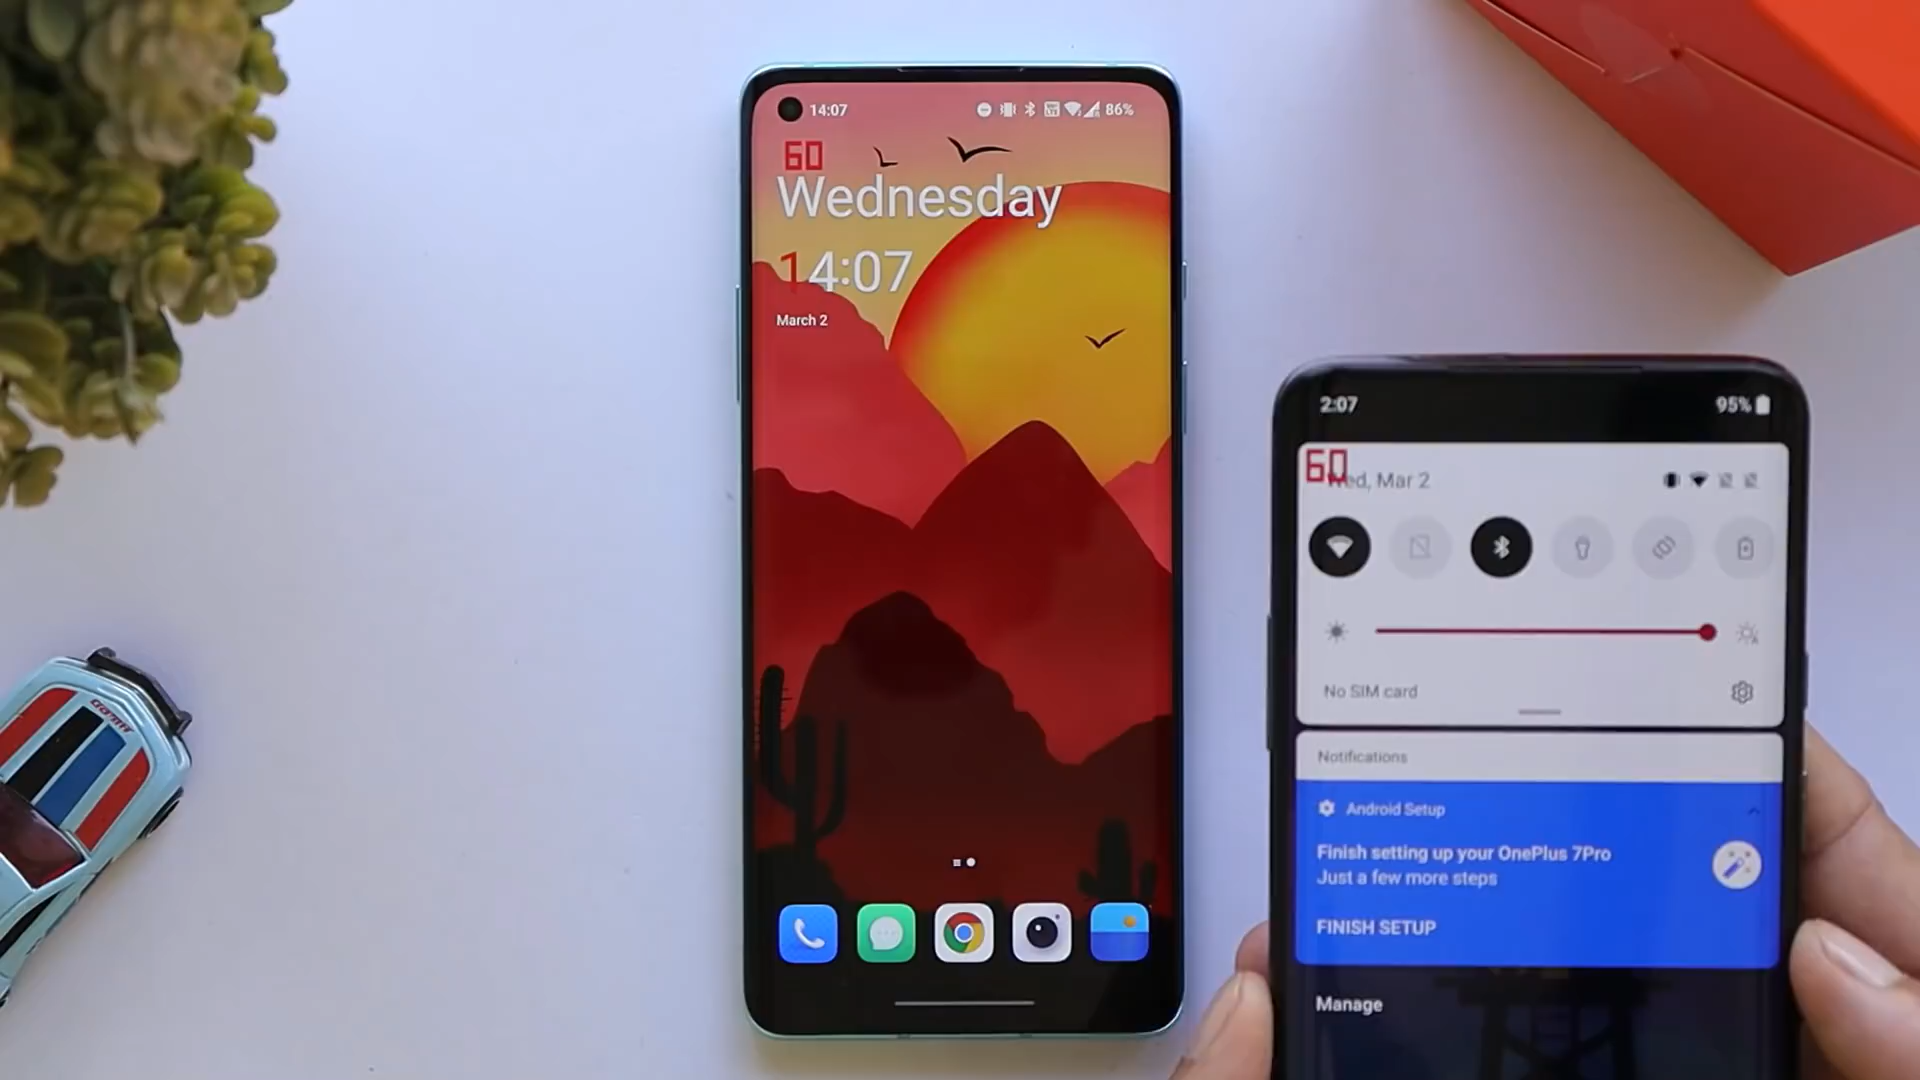 14:07
86%
60
Wednesday
14:07
March 2
2:07
95%
60
Wed, Mar 2
No SIM card
Notifications
Android Setup
Finish setting up your OnePlus 7Pro
Just a few more steps
FINISH SETUP
Manage